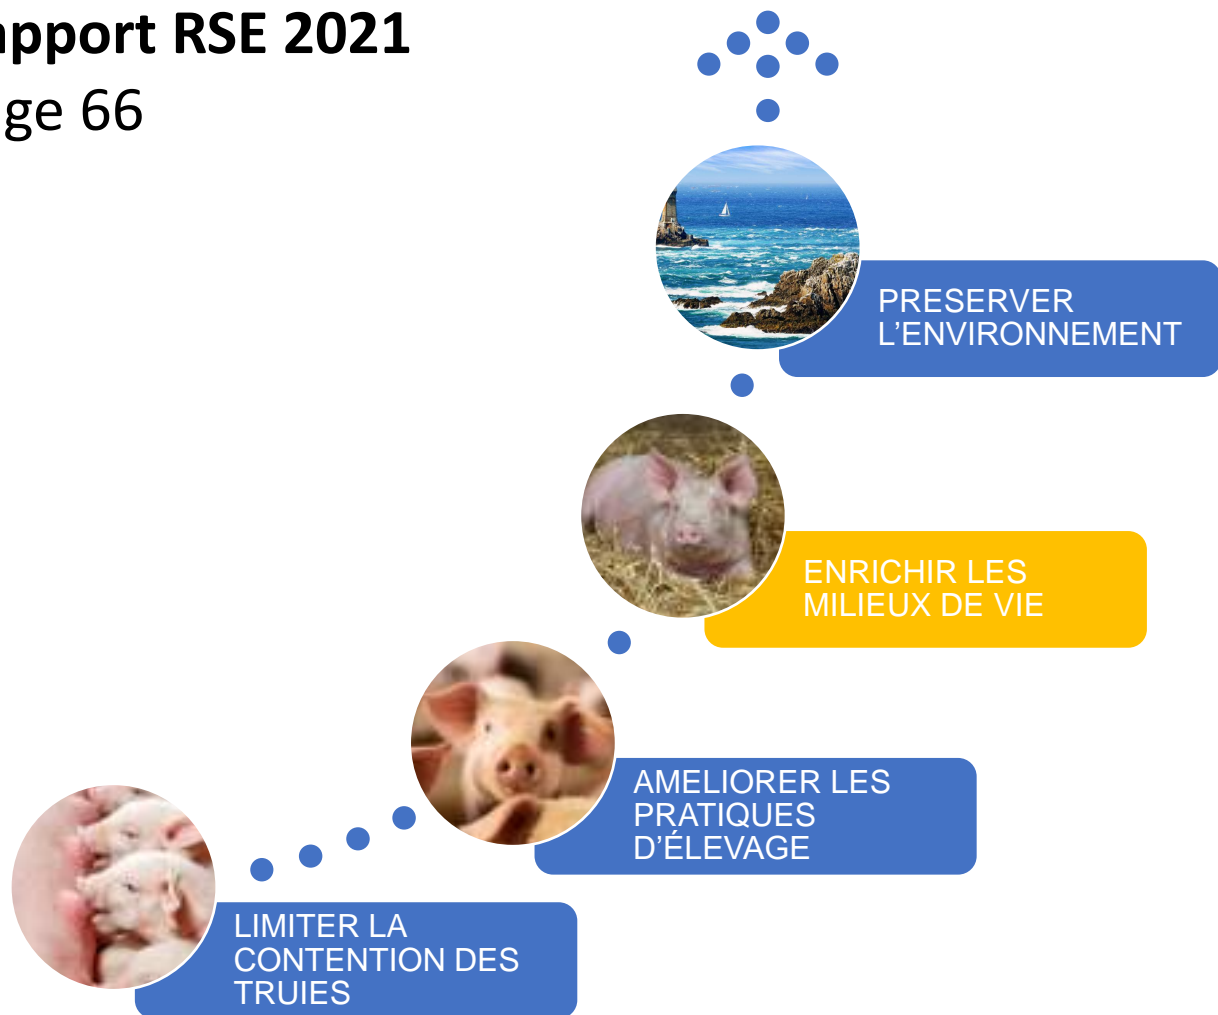 apport RSE 2021
ge 66
PRESERVER
L’ENVIRONNEMENT
ENRICHIR LES
MILIEUX DE VIE
AMELIORER LES
PRATIQUES
D’ÉLEVAGE
LIMITER LA
CONTENTION DES
TRUIES